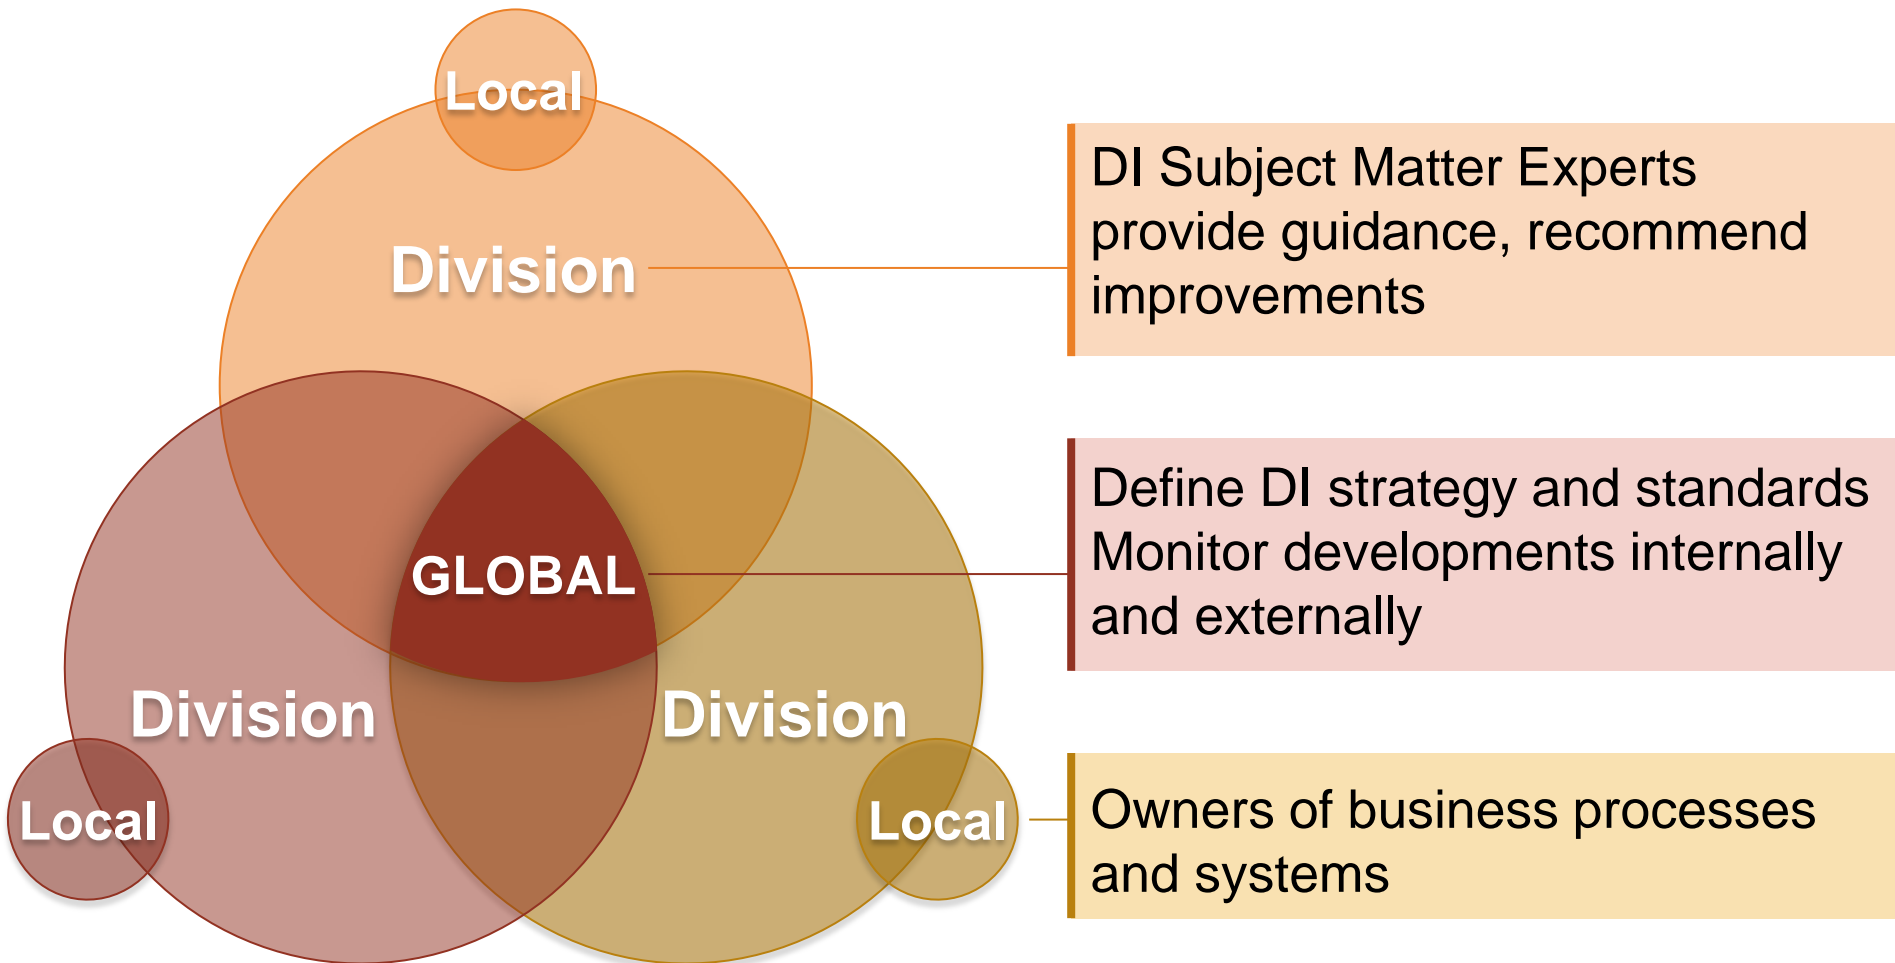 Local
Division
GLOBAL
Division
Division
Local
Local
DI Subject Matter Experts
provide guidance, recommend
improvements
Define DI strategy and standards
Monitor developments internally
and externally
Owners of business processes
and systems